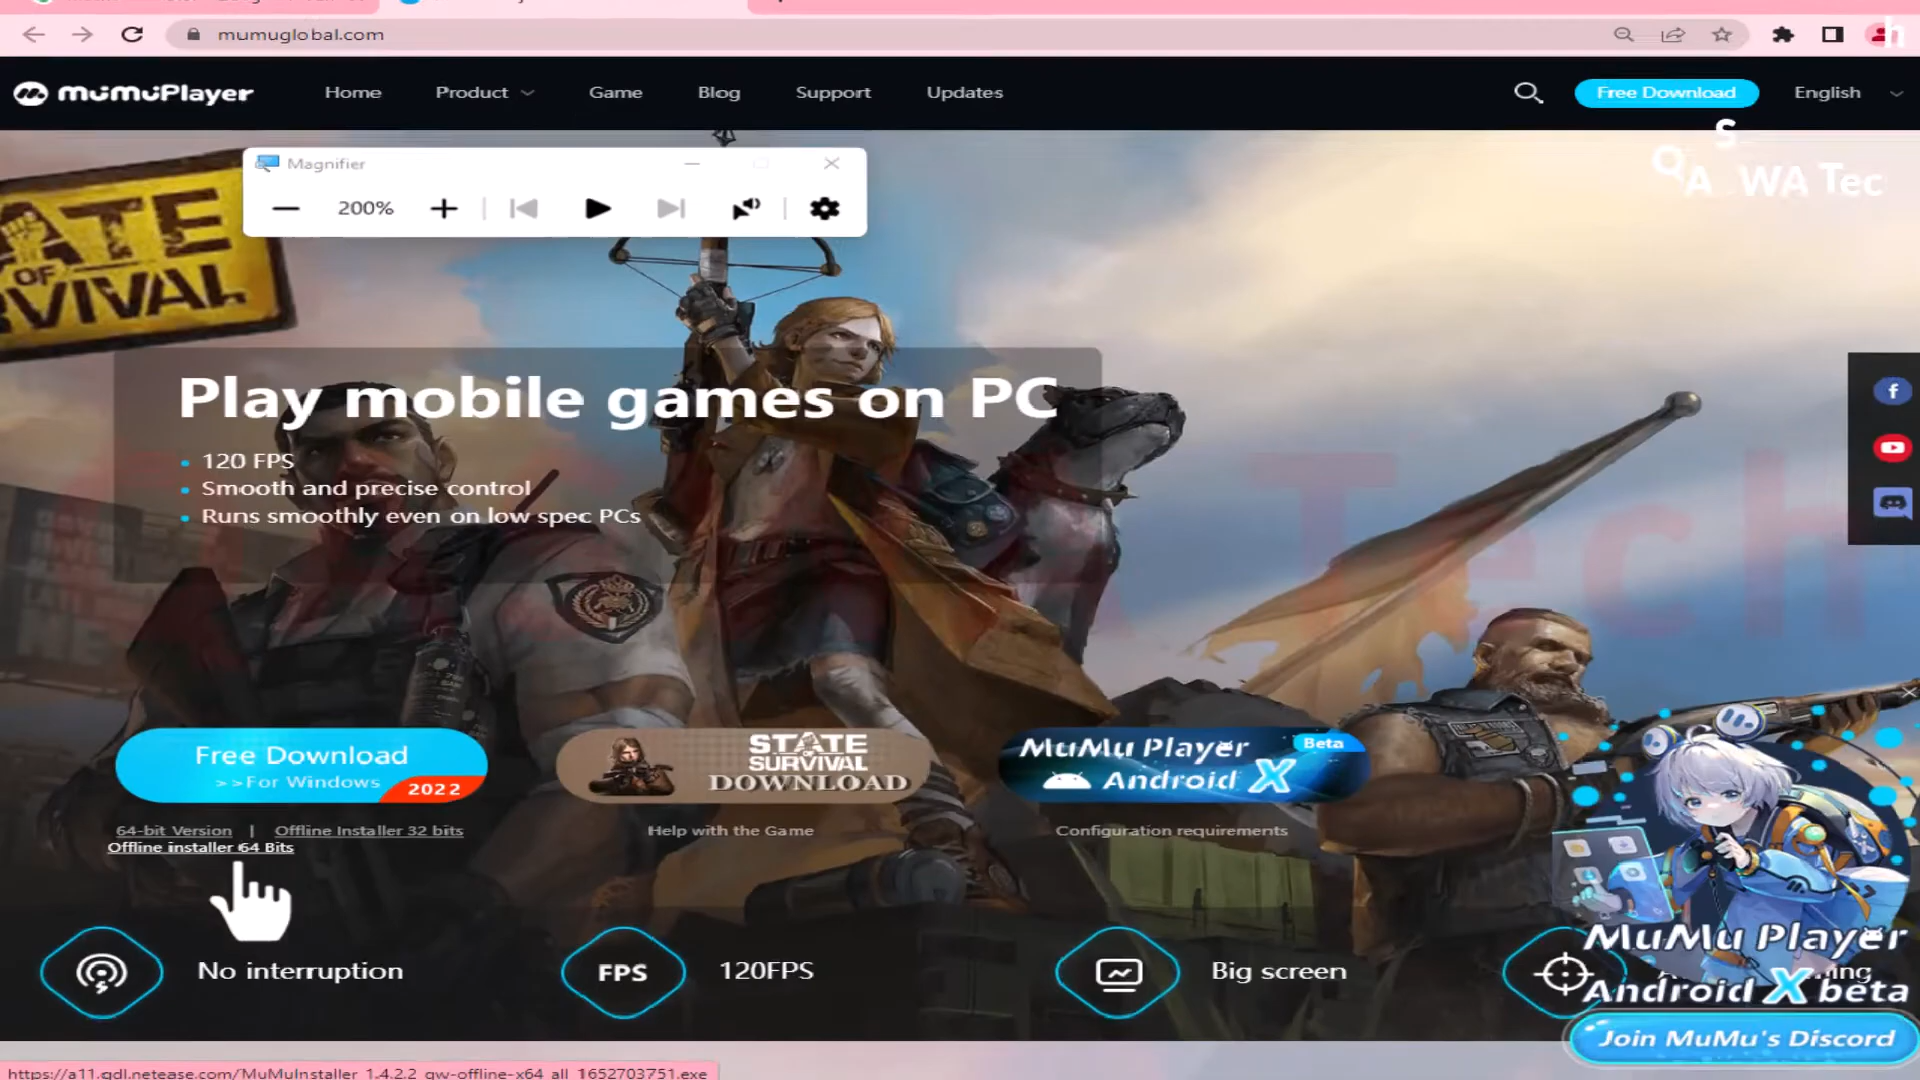 mumuglobal.com
mumuPlayer
Home
Product
Game
Blog
Support
Updates
Free Download
English
Magnifier
200%
ATE
OF
RVIVAL
WA Tec
Play mobile games on PC
120 FPS
Smooth and precise control
Runs smoothly even on low spec PCs
Free Download
>>For Windows
2022
STATE
OF
SURVIVAL
DOWNLOAD
MuMu Player
Beta
Android X
64-bit Version | Offline Installer 32 bits
Offline installer 64 Bits
Help with the Game
Configuration requirements
No interruption
FPS
120FPS
Big screen
MuMu Player
Android X beta
Join MuMu's Discord
https://a11.gdl.netease.com/MuMuInstaller_1.4.2.2_gw-offline-x64_all_1652703751.exe